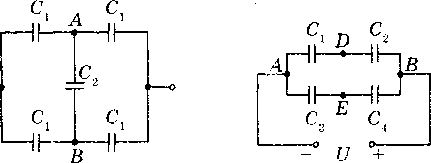 C₁ A C₁
C₂
C₁ C₁
B
C₁ D C₂
A B
C₃ E C₄
− U +